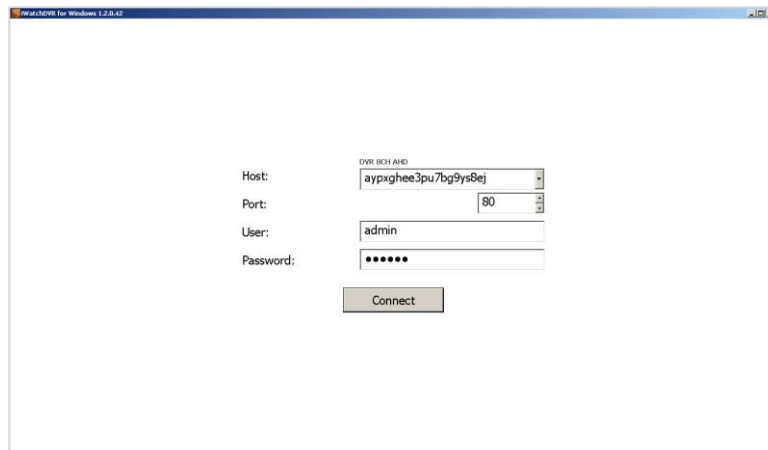 iWatchDVR for Windows 1.2.0.42
DVR 8CH AHD
Host: aypxghee3pu7bg9ys8ej
Port: 80
User: admin
Password: ●●●●●●
Connect